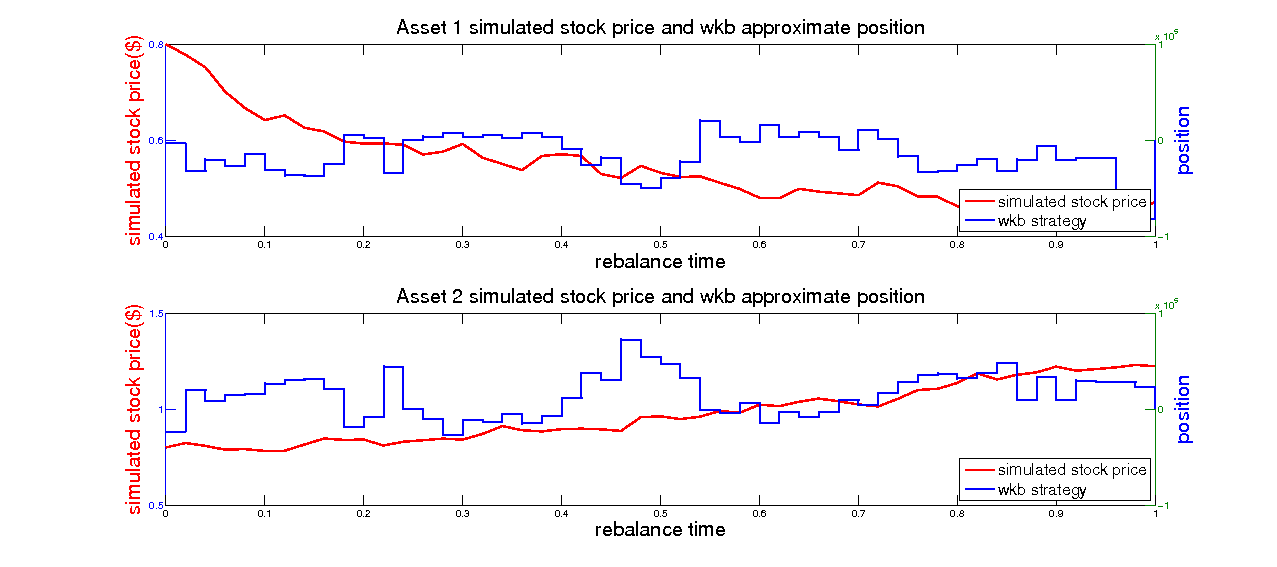 Asset 1 simulated stock price and wkb approximate position
x 10^5
simulated stock price($)
0.8
0.6
0.4
1
0
-1
position
simulated stock price
wkb strategy
0 0.1 0.2 0.3 0.4 0.5 0.6 0.7 0.8 0.9 1
rebalance time
Asset 2 simulated stock price and wkb approximate position
x 10^5
simulated stock price($)
1.5
1
0.5
1
0
-1
position
simulated stock price
wkb strategy
0 0.1 0.2 0.3 0.4 0.5 0.6 0.7 0.8 0.9 1
rebalance time